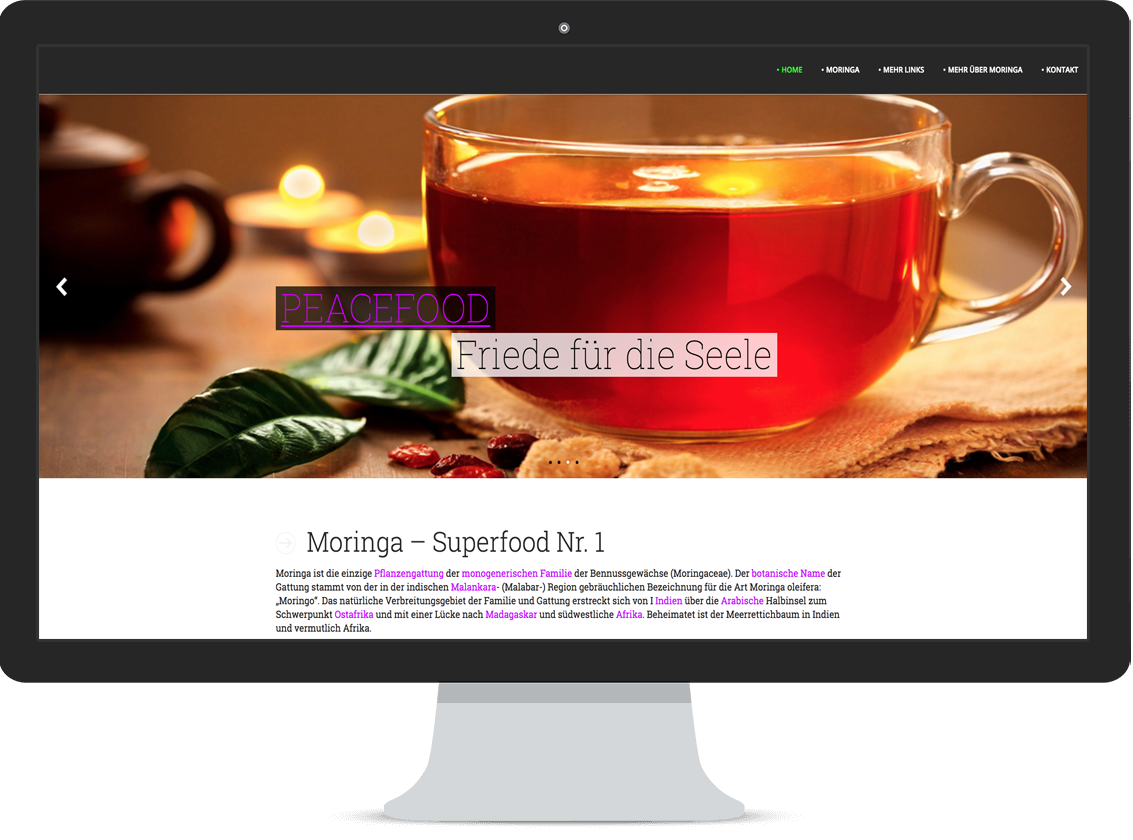 • HOME • MORINGA • MEHR LINKS • MEHR ÜBER MORINGA • KONTAKT
PEACEFOOD
Friede für die Seele
Moringa – Superfood Nr. 1
Moringa ist die einzige Pflanzengattung der monogenerischen Familie der Bennussgewächse (Moringaceae). Der botanische Name der
Gattung stammt von der in der indischen Malankara- (Malabar-) Region gebräuchlichen Bezeichnung für die Art Moringa oleifera:
„Moringo“. Das natürliche Verbreitungsgebiet der Familie und Gattung erstreckt sich von I Indien über die Arabische Halbinsel zum
Schwerpunkt Ostafrika und mit einer Lücke nach Madagaskar und südwestliche Afrika. Beheimatet ist der Meerrettichbaum in Indien
und vermutlich Afrika.